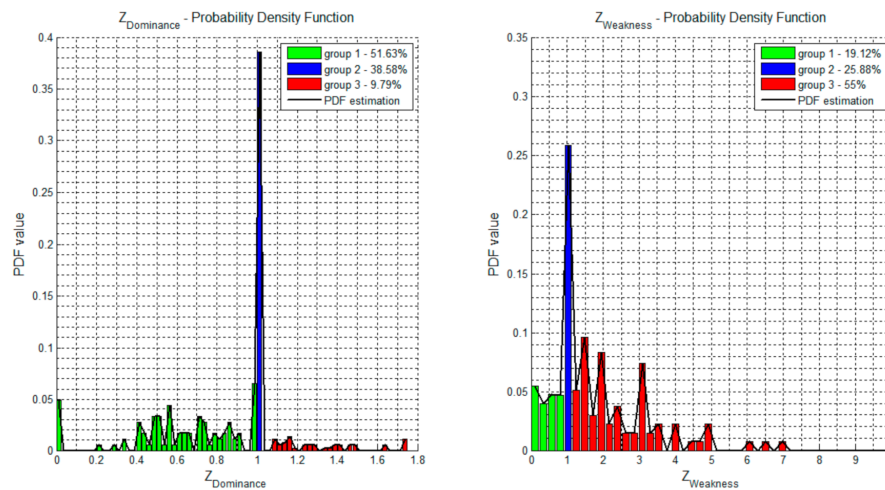 Z_Dominance - Probability Density Function
PDF value
0.4
0.35
0.3
0.25
0.2
0.15
0.1
0.05
0
group 1 - 51.63%
group 2 - 38.58%
group 3 - 9.79%
PDF estimation
0 0.2 0.4 0.6 0.8 1 1.2 1.4 1.6 1.8
Z_Dominance
Z_Weakness - Probability Density Function
PDF value
0.35
0.3
0.25
0.2
0.15
0.1
0.05
0
group 1 - 19.12%
group 2 - 25.88%
group 3 - 55%
PDF estimation
0 1 2 3 4 5 6 7 8 9
Z_Weakness